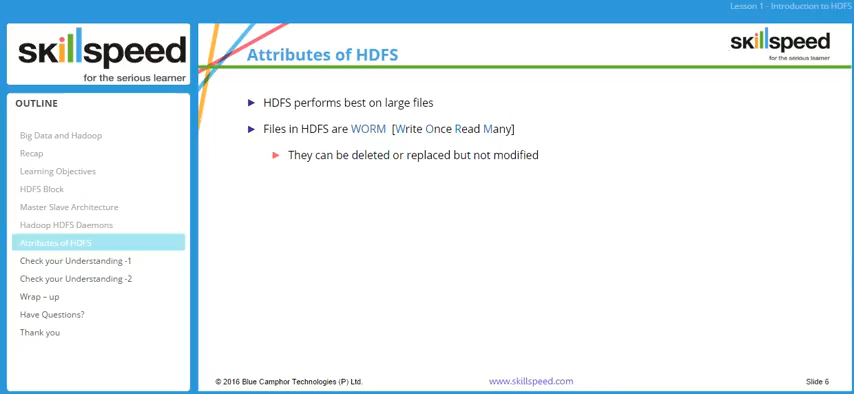 Lesson 1 - Introduction to HDFS
skillspeed
for the serious learner
OUTLINE
Big Data and Hadoop
Recap
Learning Objectives
HDFS Block
Master Slave Architecture
Hadoop HDFS Daemons
Attributes of HDFS
Check your Understanding -1
Check your Understanding -2
Wrap – up
Have Questions?
Thank you
Attributes of HDFS
skillspeed
for the serious learner
HDFS performs best on large files
Files in HDFS are WORM [Write Once Read Many]
They can be deleted or replaced but not modified
© 2016 Blue Camphor Technologies (P) Ltd.
www.skillspeed.com
Slide 6